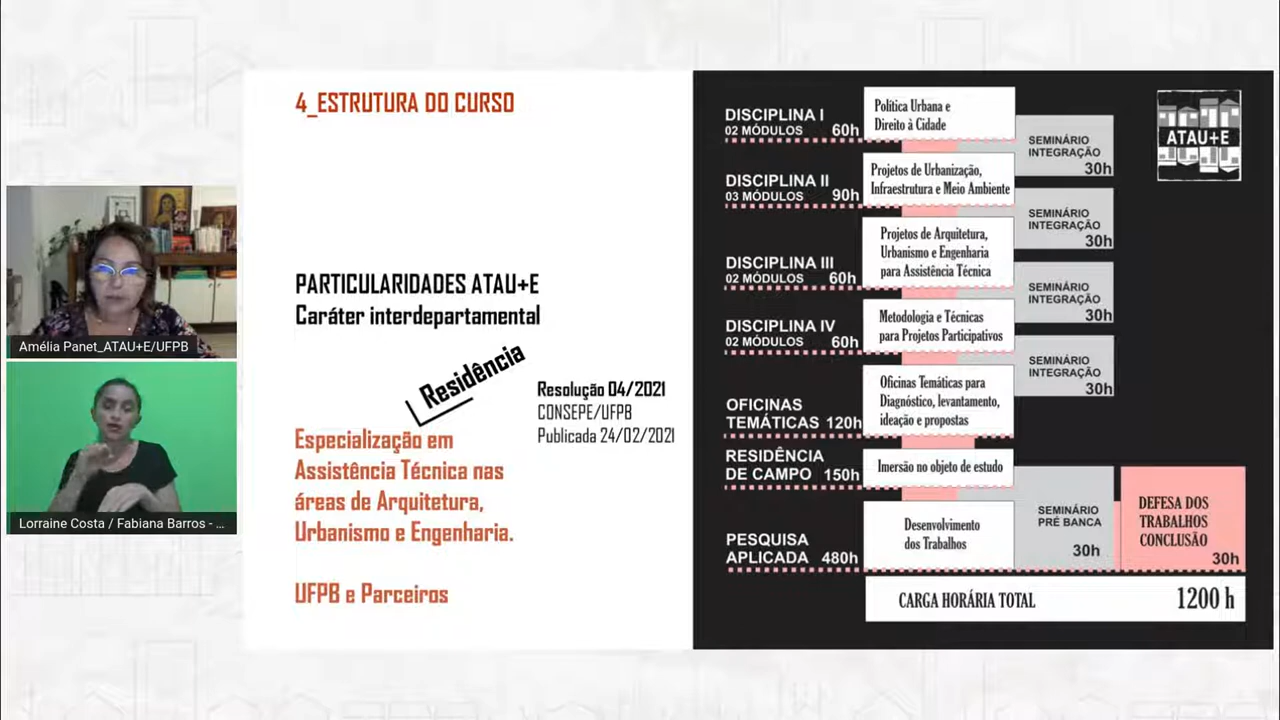 4_ESTRUTURA DO CURSO
PARTICULARIDADES ATAU+E
Caráter interdepartamental
Residência
Resolução 04/2021
CONSEPE/UFPB
Publicada 24/02/2021
Especialização em
Assistência Técnica nas
áreas de Arquitetura,
Urbanismo e Engenharia.
UFPB e Parceiros
Amélia Panet_ATAU+E/UFPB
Lorraine Costa / Fabiana Barros - ...
DISCIPLINA I
02 MÓDULOS 60h
Política Urbana e
Direito à Cidade
SEMINÁRIO
INTEGRAÇÃO
30h
DISCIPLINA II
03 MÓDULOS 90h
Projetos de Urbanização,
Infraestrutura e Meio Ambiente
SEMINÁRIO
INTEGRAÇÃO
30h
DISCIPLINA III
02 MÓDULOS 60h
Projetos de Arquitetura,
Urbanismo e Engenharia
para Assistência Técnica
SEMINÁRIO
INTEGRAÇÃO
30h
DISCIPLINA IV
02 MÓDULOS 60h
Metodologia e Técnicas
para Projetos Participativos
SEMINÁRIO
INTEGRAÇÃO
30h
OFICINAS
TEMÁTICAS 120h
Oficinas Temáticas para
Diagnóstico, levantamento,
ideação e propostas
RESIDÊNCIA
DE CAMPO 150h
Imersão no objeto de estudo
PESQUISA
APLICADA 480h
Desenvolvimento
dos Trabalhos
SEMINÁRIO
PRÉ BANCA
30h
DEFESA DOS
TRABALHOS
CONCLUSÃO
30h
CARGA HORÁRIA TOTAL 1200 h
ATAU+E